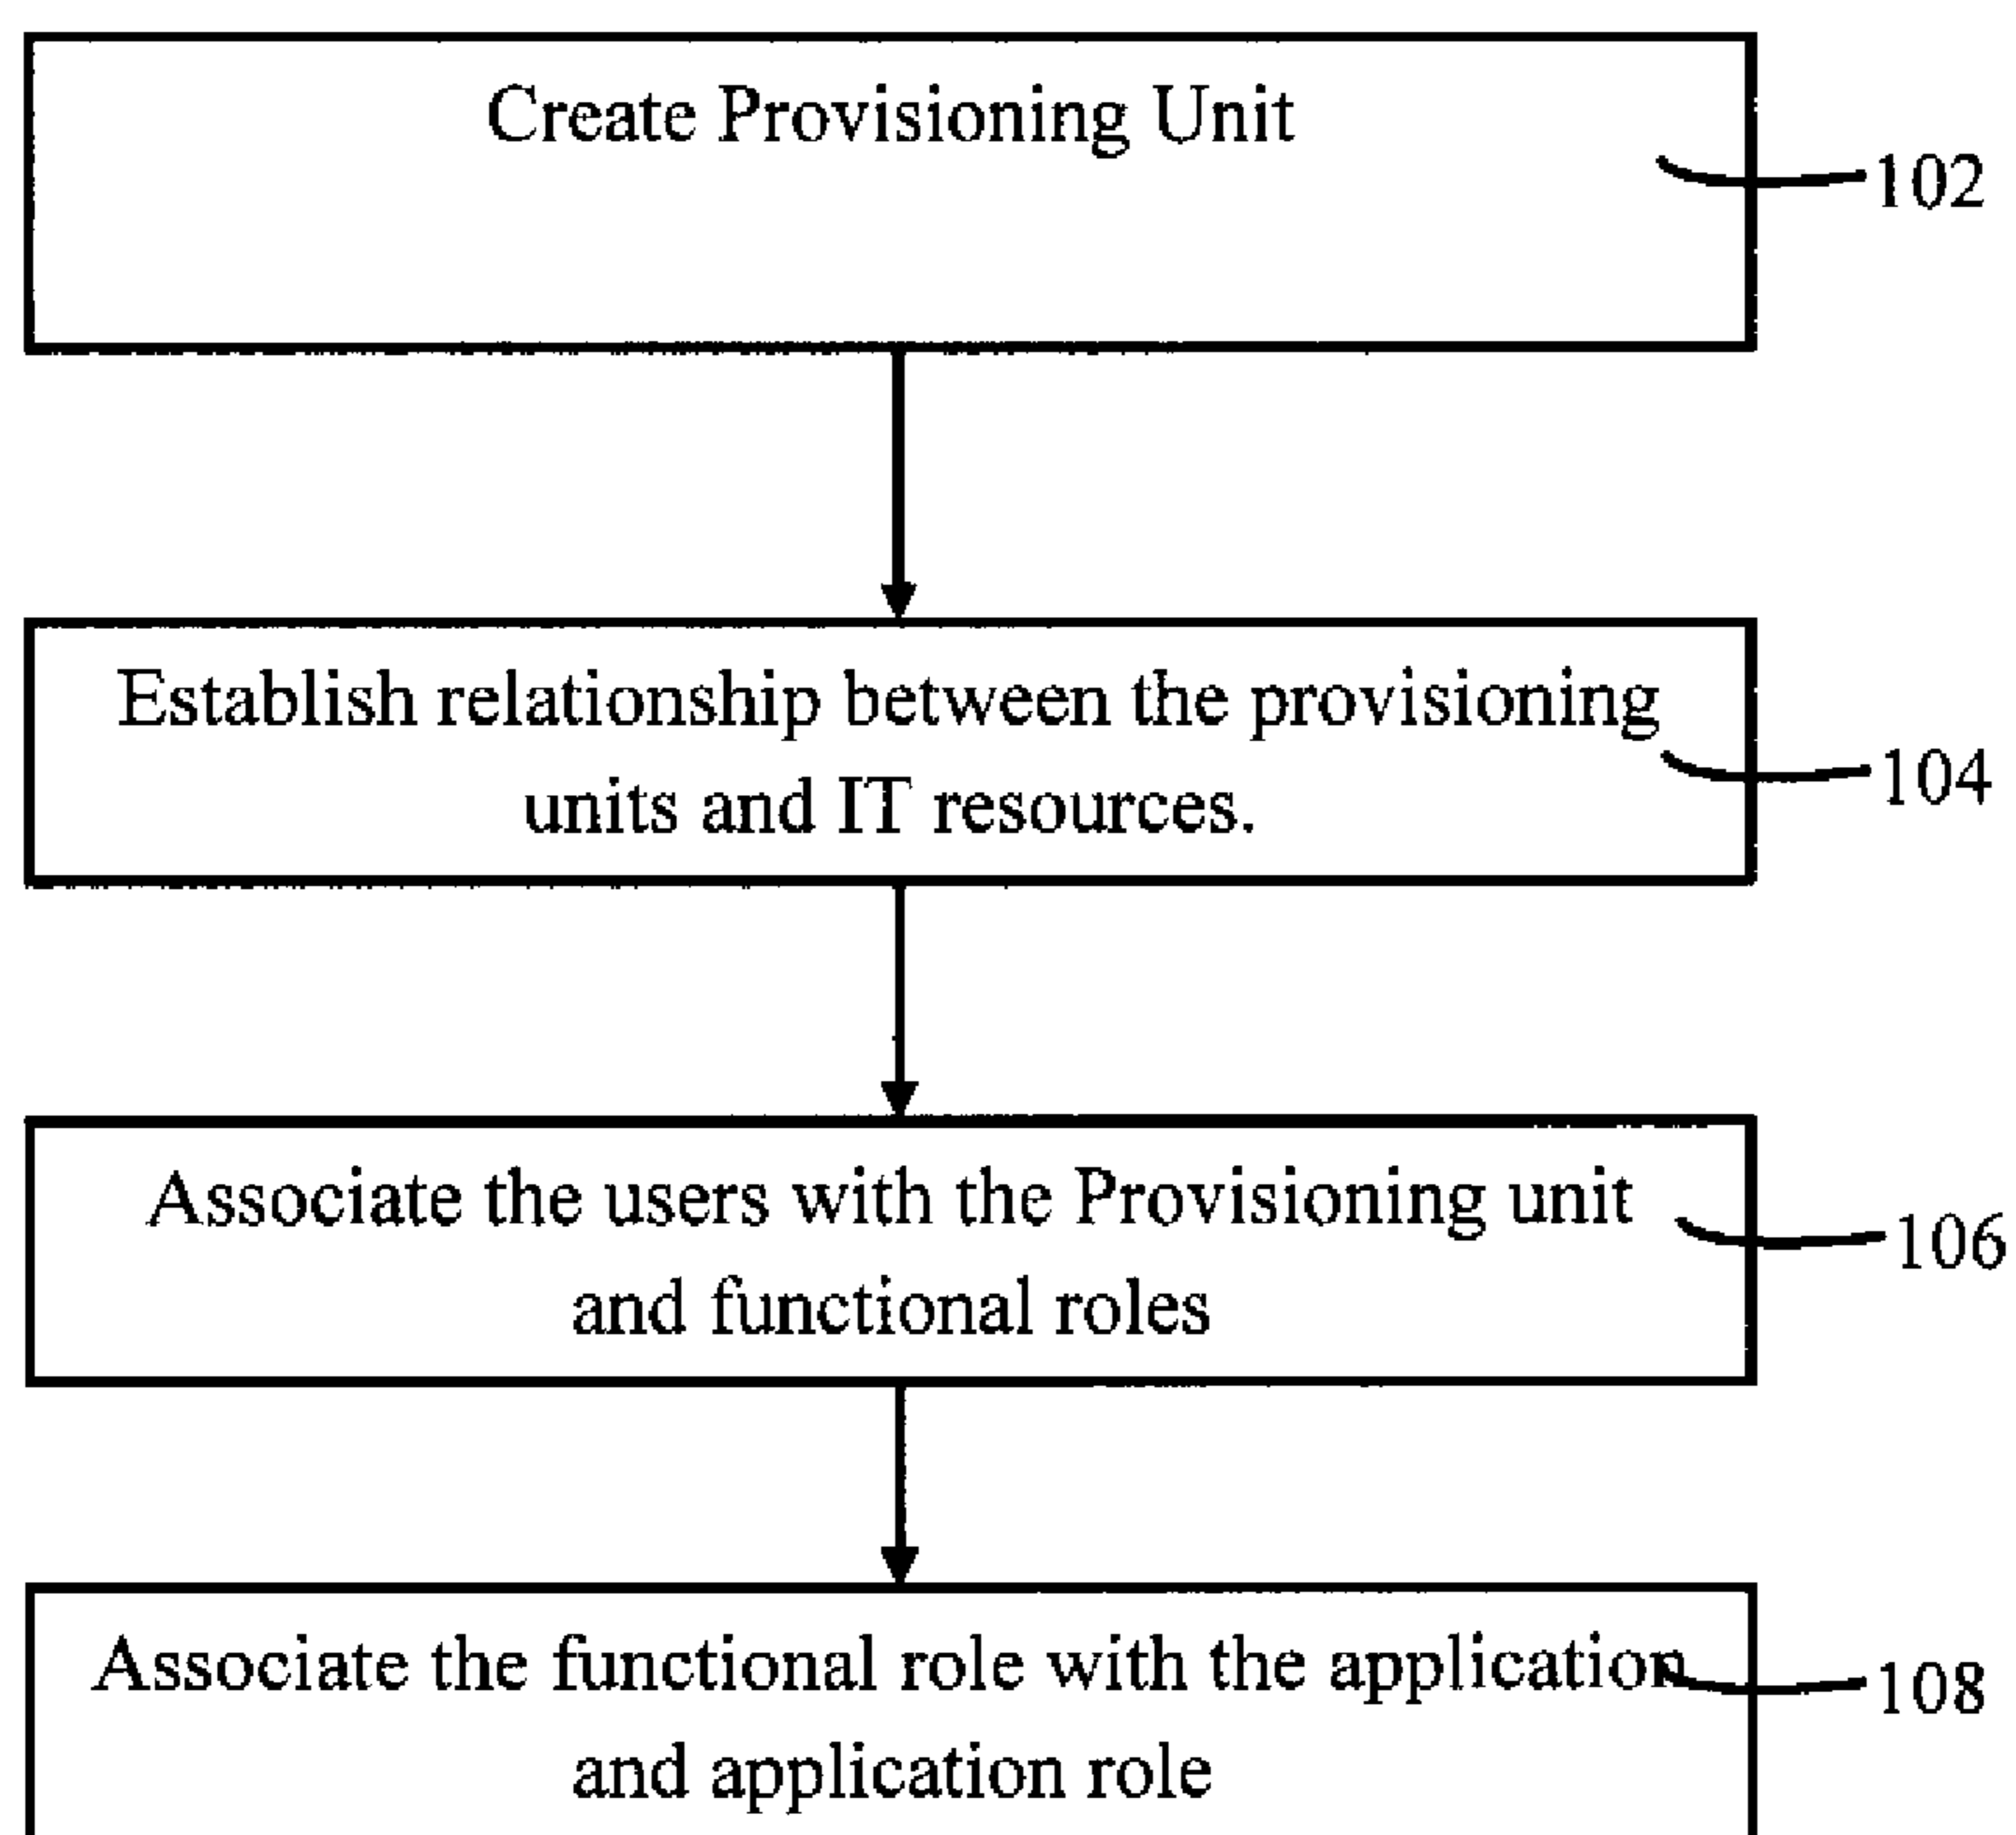 Create Provisioning Unit
102
Establish relationship between the provisioning
units and IT resources.
104
Associate the users with the Provisioning unit
and functional roles
106
Associate the functional role with the application
and application role
108